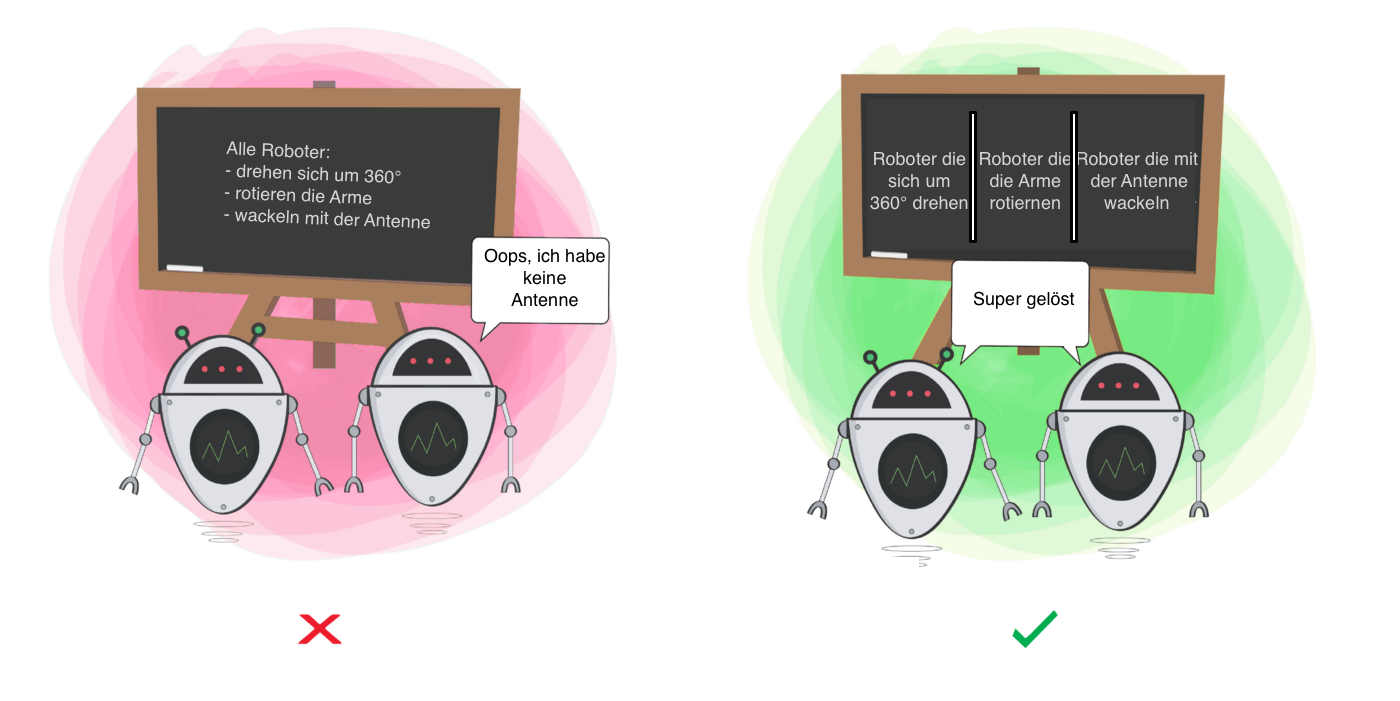 Alle Roboter:
- drehen sich um 360°
- rotieren die Arme
- wackeln mit der Antenne
Oops, ich habe
keine
Antenne
Roboter die
sich um
360° drehen
Roboter die
die Arme
rotiernen
Roboter die mit
der Antenne
wackeln
Super gelöst